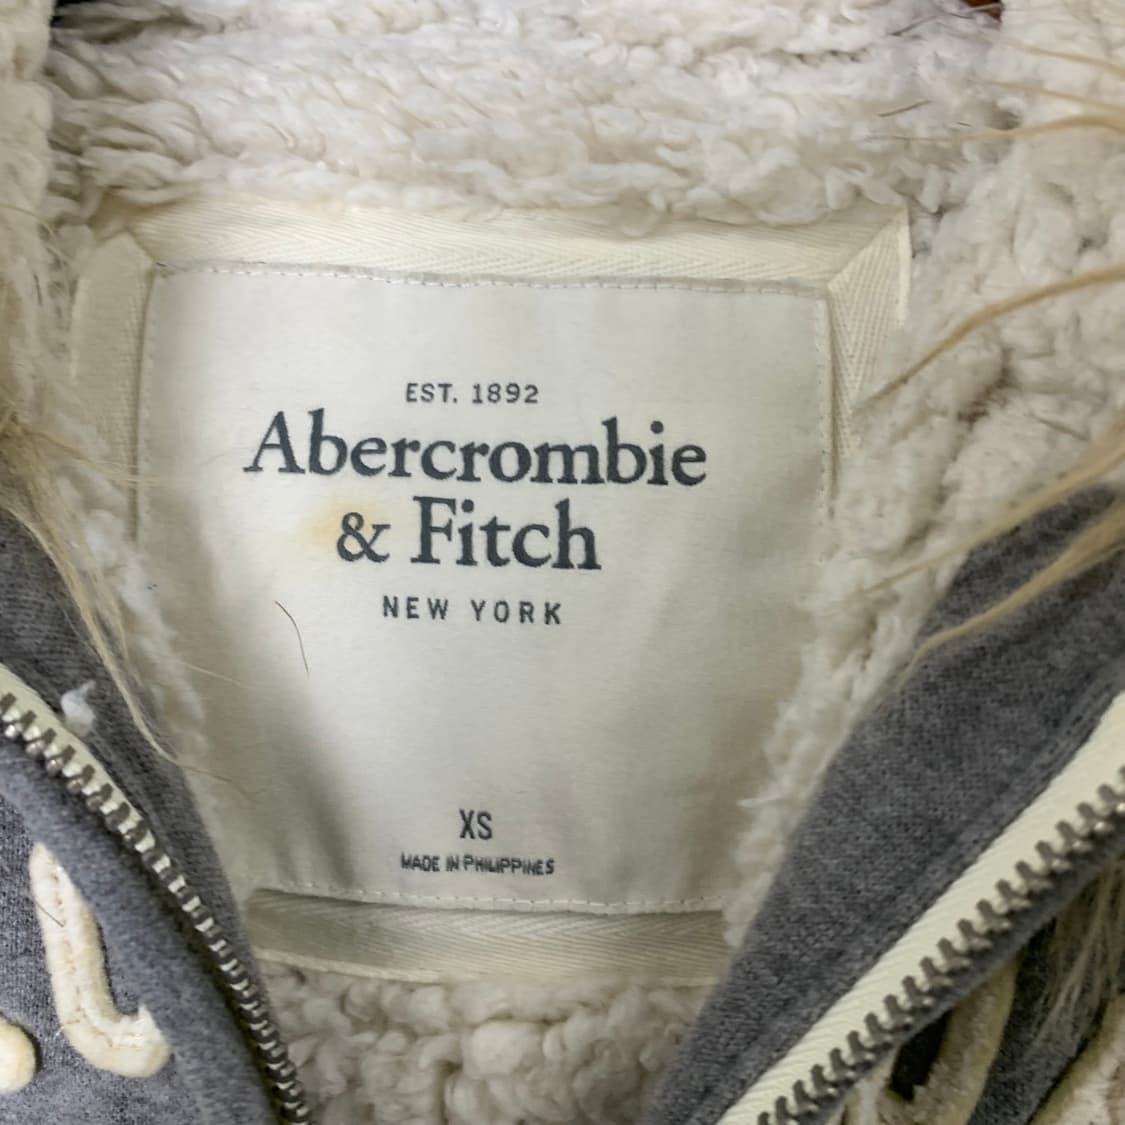 EST. 1892
Abercrombie
& Fitch
NEW YORK
XS
MADE IN PHILIPPINES